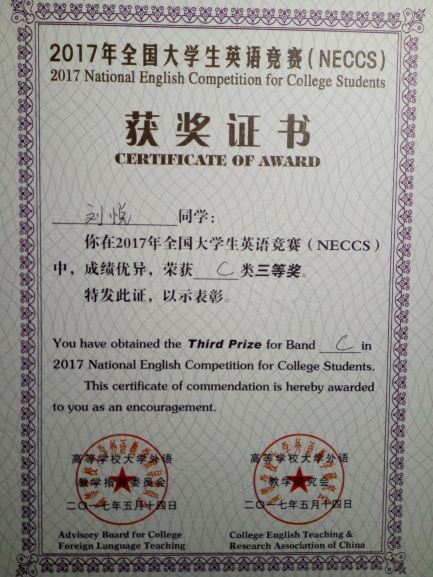 2017年全国大学生英语竞赛(NECCS)
2017 National English Competition for College Students
获奖证书
CERTIFICATE OF AWARD
刘悦同学:
你在2017年全国大学生英语竞赛(NECCS)
中,成绩优异,荣获 C 类三等奖。
特发此证,以示表彰。
You have obtained the Third Prize for Band C in
2017 National English Competition for College Students.
This certificate of commendation is hereby awarded
to you as an encouragement.
高等学校大学外语
教学指导委员会
二〇一七年五月十四日
Advisory Board for College
Foreign Language Teaching
高等学校大学外语
教学研究会
二〇一七年五月十四日
College English Teaching &
Research Association of China